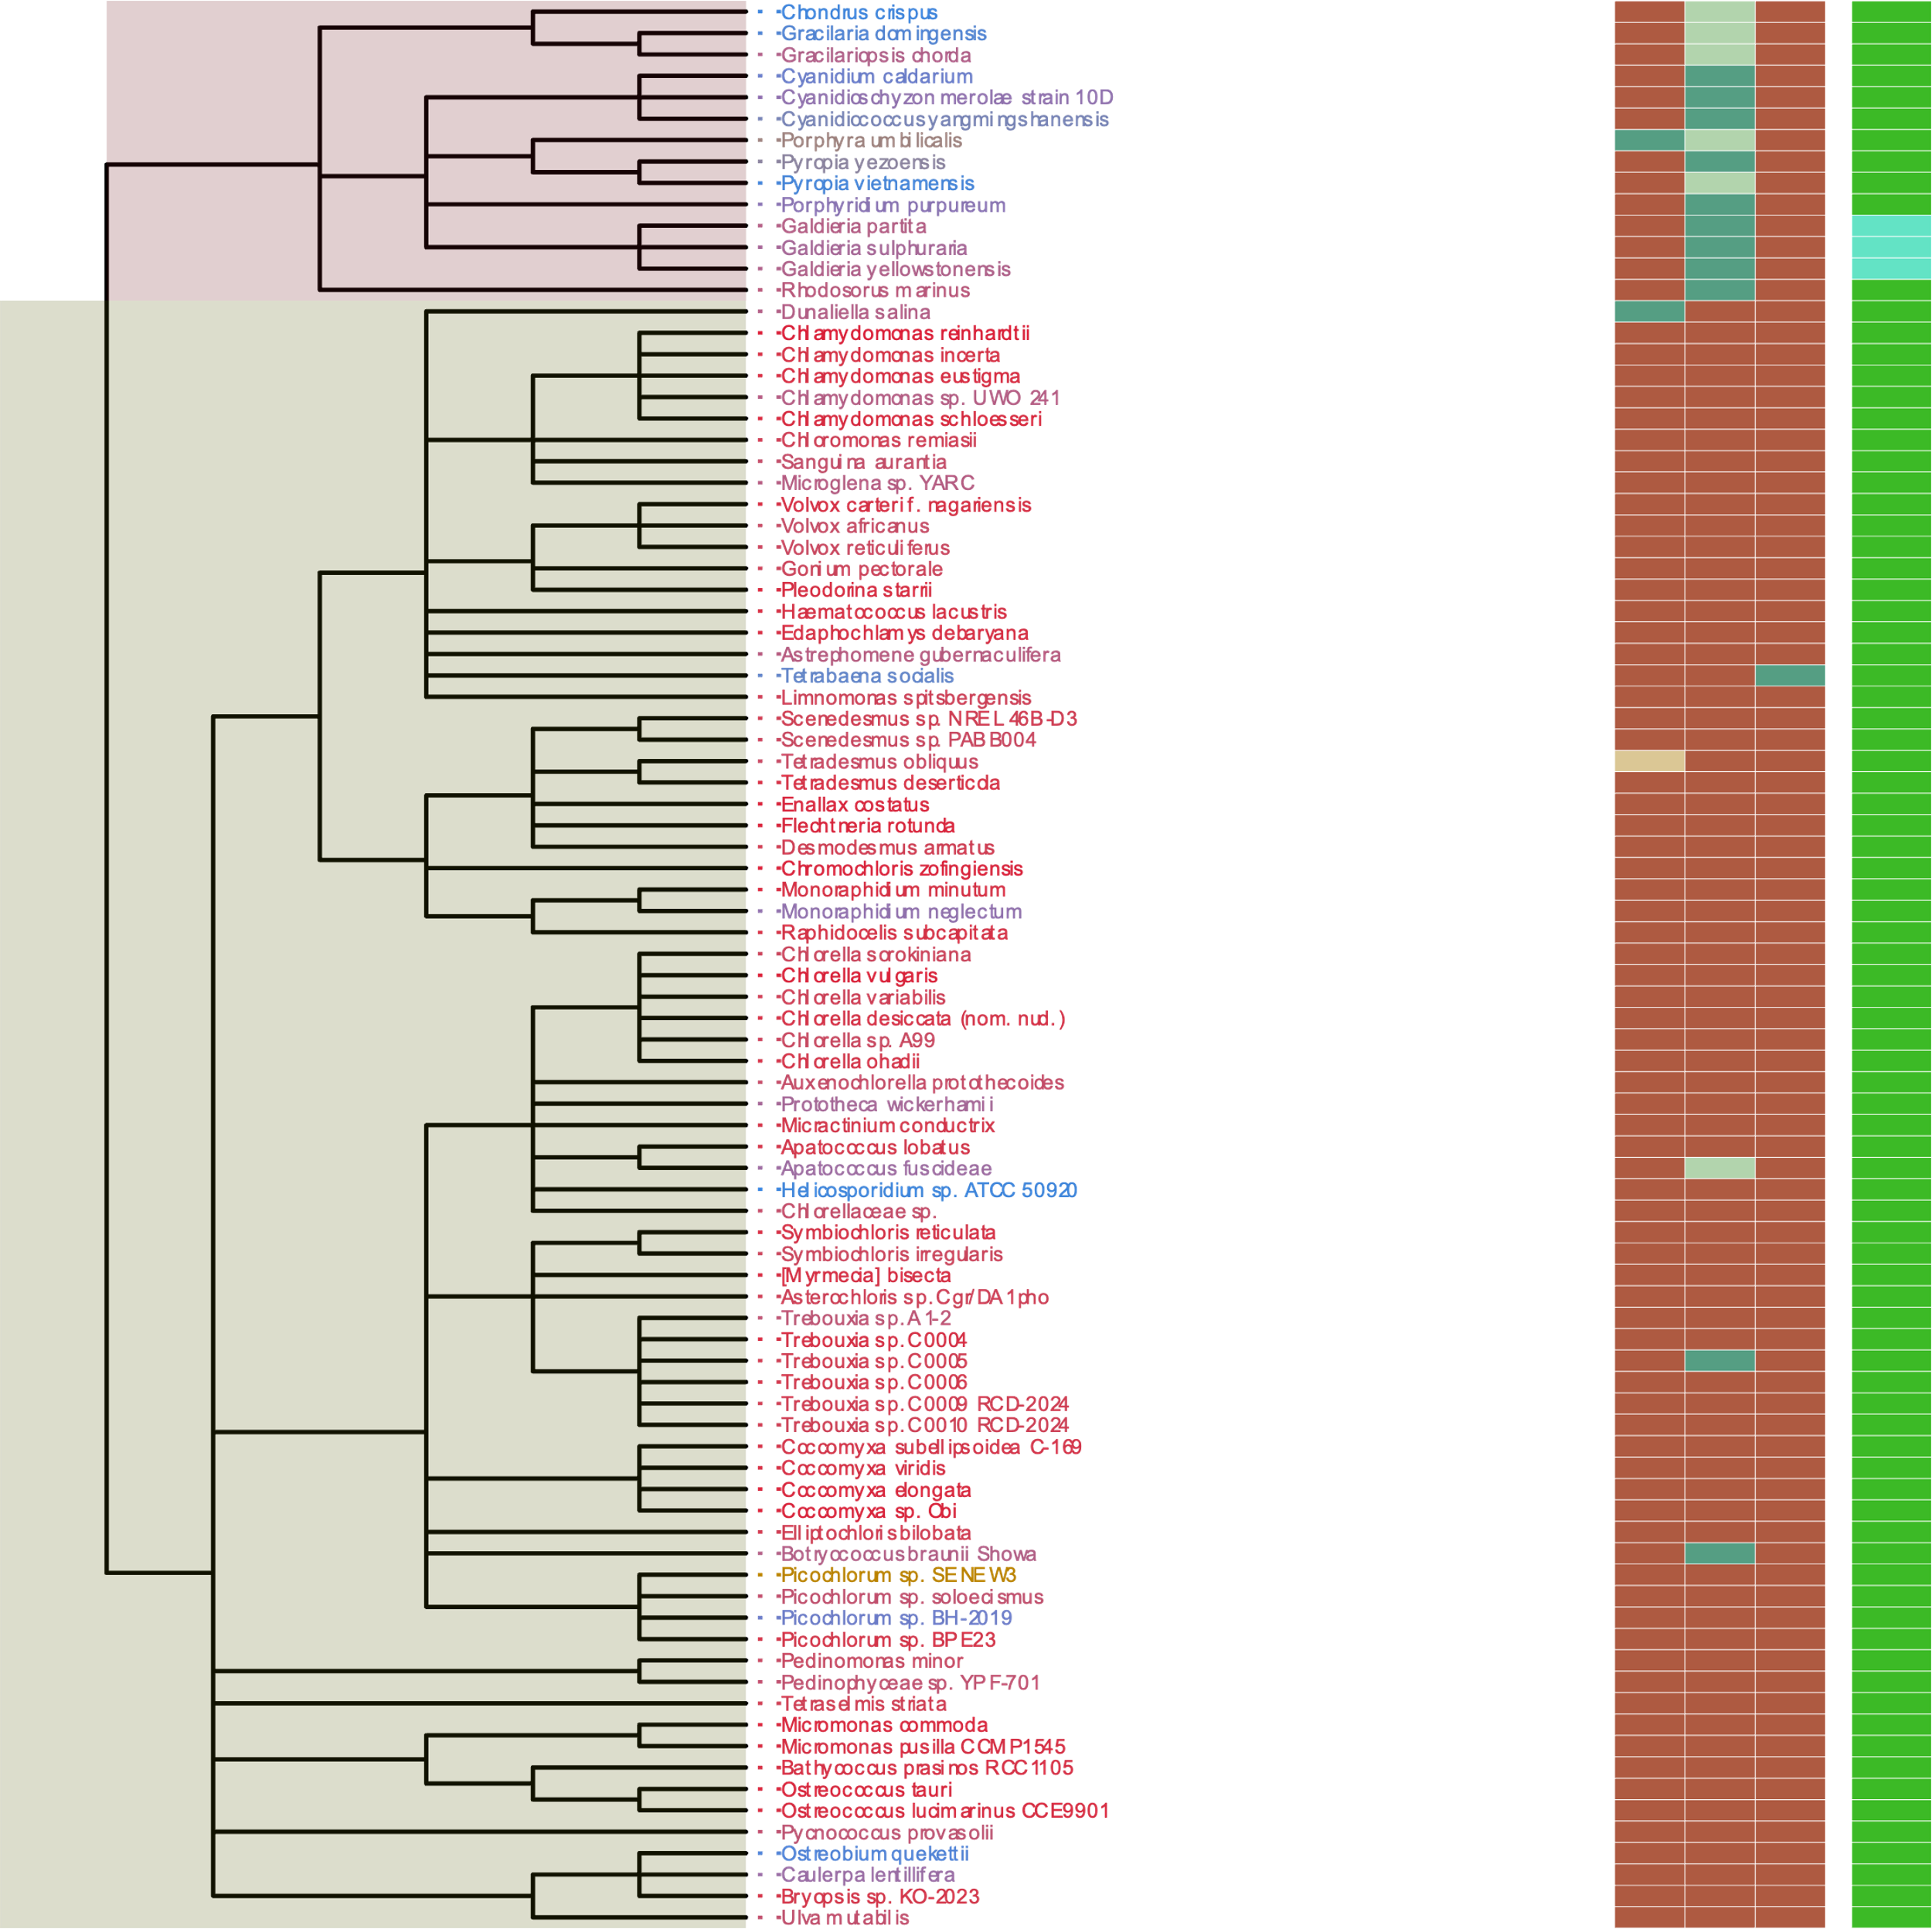 Chondrus crispus
Gracilaria domingensis
Gracilariopsis chorda
Cyanidium caldarium
Cyanidioschyzon merolae strain 10D
Cyanidiococcus yangmingshanensis
Porphyra umbilicalis
Pyropia yezoensis
Pyropia vietnamensis
Porphyridium purpureum
Galdieria partita
Galdieria sulphuraria
Galdieria yellowstonensis
Rhodosorus marinus
Dunaliella salina
Chlamydomonas reinhardtii
Chlamydomonas incerta
Chlamydomonas eustigma
Chlamydomonas sp. UWO 241
Chlamydomonas schloesseri
Chloromonas remiasii
Sanguina aurantia
Microglena sp. YARC
Volvox carteri f. nagariensis
Volvox africanus
Volvox reticuliferus
Gonium pectorale
Pleodorina starrii
Haematococcus lacustris
Edaphochlamys debaryana
Astrephomene gubernaculifera
Tetrabaena socialis
Limnomonas spitsbergensis
Scenedesmus sp. NREL 46B-D3
Scenedesmus sp. PABB004
Tetradesmus obliquus
Tetradesmus deserticola
Enallax costatus
Flechtneria rotunda
Desmodesmus armatus
Chromochloris zofingiensis
Monoraphidium minutum
Monoraphidium neglectum
Raphidocelis subcapitata
Chlorella sorokiniana
Chlorella vulgaris
Chlorella variabilis
Chlorella desiccata (nom. nud.)
Chlorella sp. A99
Chlorella ohadii
Auxenochlorella protothecoides
Prototheca wickerhamii
Micractinium conductrix
Apatococcus lobatus
Apatococcus fuscideae
Helicosporidium sp. ATCC 50920
Chlorellaceae sp.
Symbiochloris reticulata
Symbiochloris irregularis
[Myrmecia] bisecta
Asterochloris sp. Cgr/DA1pho
Trebouxia sp. A1-2
Trebouxia sp. C0004
Trebouxia sp. C0005
Trebouxia sp. C0006
Trebouxia sp. C0009 RCD-2024
Trebouxia sp. C0010 RCD-2024
Coccomyxa subellipsoidea C-169
Coccomyxa viridis
Coccomyxa elongata
Coccomyxa sp. Obi
Elliptochloris bilobata
Botryococcus braunii Showa
Picochlorum sp. SENEW3
Picochlorum sp. soloecismus
Picochlorum sp. BH-2019
Picochlorum sp. BPE23
Pedinomonas minor
Pedinophyceae sp. YPF-701
Tetraselmis striata
Micromonas commoda
Micromonas pusilla CCMP1545
Bathycoccus prasinos RCC1105
Ostreococcus tauri
Ostreococcus lucimarinus CCE9901
Pycnococcus provasolii
Ostreobium quekettii
Caulerpa lentillifera
Bryopsis sp. KO-2023
Ulva mutabilis